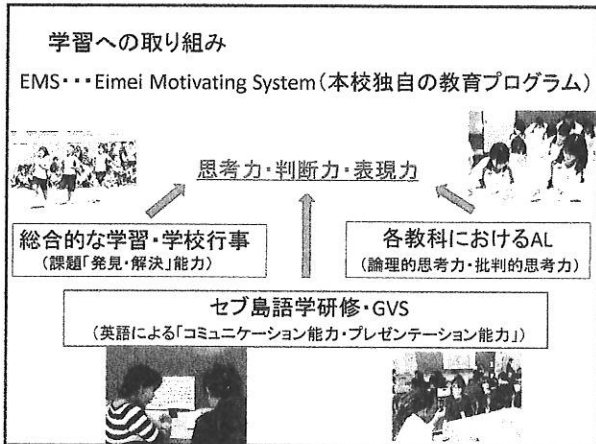 学習への取り組み
EMS・・・Eimei Motivating System(本校独自の教育プログラム)
思考力・判断力・表現力
総合的な学習・学校行事
(課題「発見・解決」能力)
各教科におけるAL
(論理的思考力・批判的思考力)
セブ島語学研修・GVS
(英語による「コミュニケーション能力・プレゼンテーション能力」)